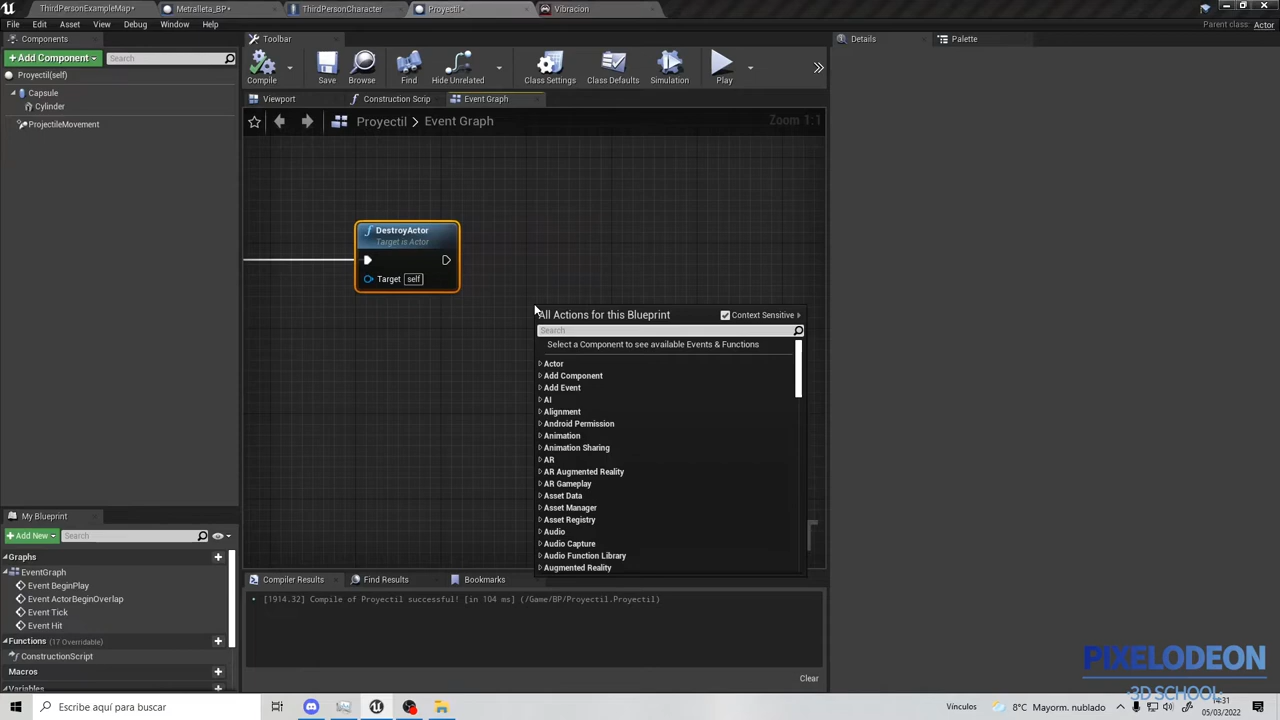 ThirdPersonExampleMap*
Metralleta_BP*
ThirdPersonCharacter
Proyectil*
Vibracion
File
Edit
Asset
View
Debug
Window
Help
Parent class:
Actor
Components
Toolbar
Details
Palette
+Add Component
Search
Proyectil(self)
Capsule
Cylinder
ProjectileMovement
Compile
Save
Browse
Find
Hide Unrelated
Class Settings
Class Defaults
Simulation
Play
Viewport
Construction Scrip
Event Graph
Proyectil > Event Graph
Zoom 1:1
DestroyActor
Target is Actor
Target
self
All Actions for this Blueprint
Context Sensitive
Search
Select a Component to see available Events & Functions
Actor
Add Component
Add Event
AI
Alignment
Android Permission
Animation
Animation Sharing
AR
AR Augmented Reality
AR Gameplay
Asset Data
Asset Manager
Asset Registry
Audio
Audio Capture
Audio Function Library
Augmented Reality
My Blueprint
+Add New
Search
Graphs
EventGraph
Event BeginPlay
Event ActorBeginOverlap
Event Tick
Event Hit
Functions (17 Overridable)
ConstructionScript
Macros
Variables
Compiler Results
Find Results
Bookmarks
[1914.32] Compile of Proyectil successful! [in 104 ms] (/Game/BP/Proyectil.Proyectil)
Clear
PIXELODEON
3D SCHOOL
Escribe aquí para buscar
Vínculos
8°C Mayorm. nublado
14:31
05/03/2022